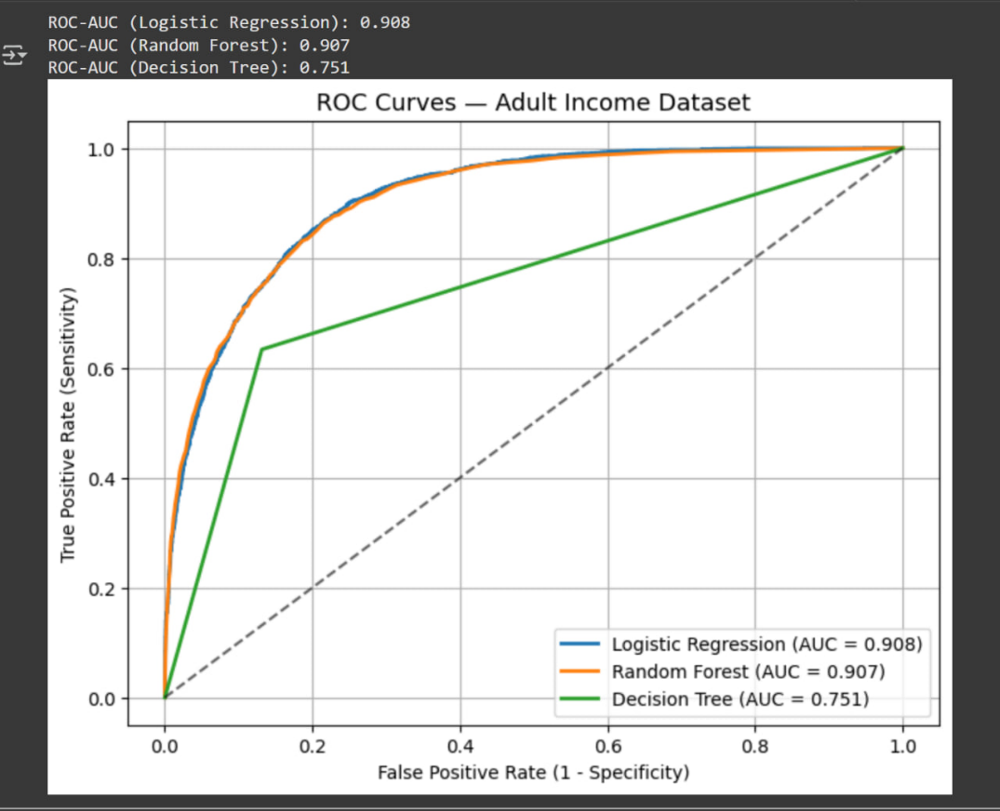 ROC-AUC (Logistic Regression): 0.908
ROC-AUC (Random Forest): 0.907
ROC-AUC (Decision Tree): 0.751
ROC Curves — Adult Income Dataset
True Positive Rate (Sensitivity)
1.0
0.8
0.6
0.4
0.2
0.0
Logistic Regression (AUC = 0.908)
Random Forest (AUC = 0.907)
Decision Tree (AUC = 0.751)
0.0 0.2 0.4 0.6 0.8 1.0
False Positive Rate (1 - Specificity)